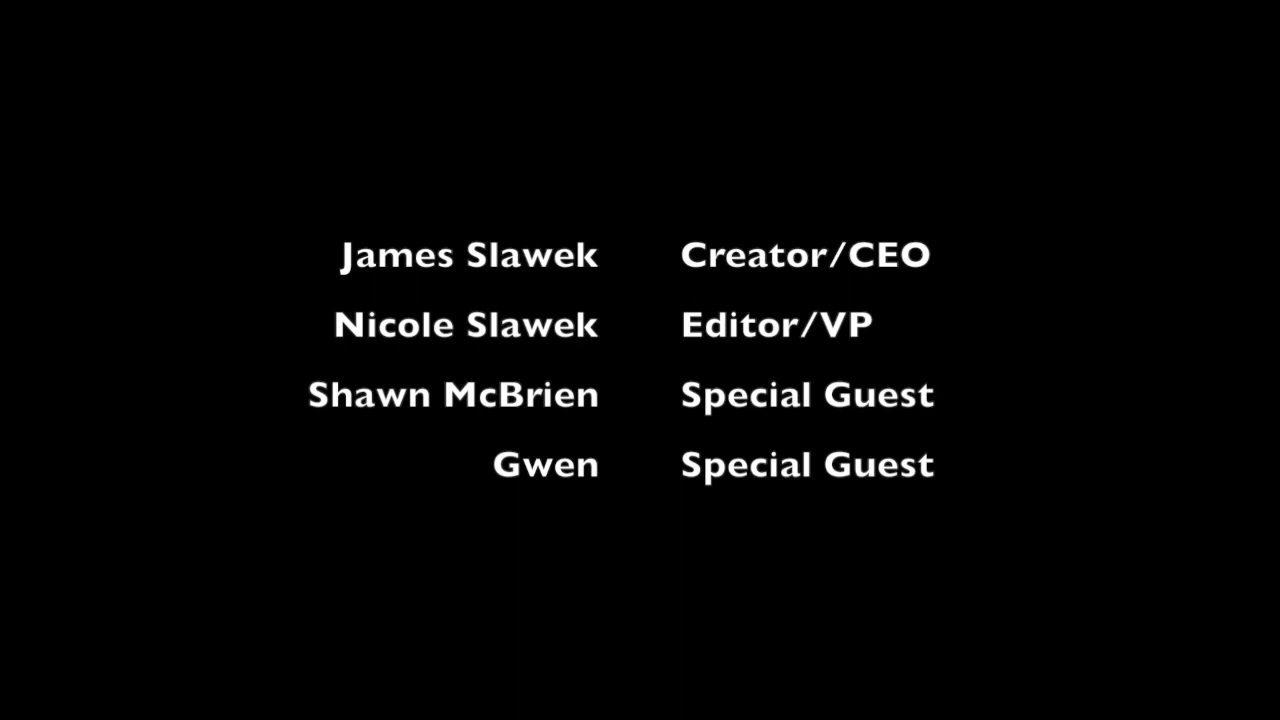 James Slawek Creator/CEO
Nicole Slawek Editor/VP
Shawn McBrien Special Guest
Gwen Special Guest